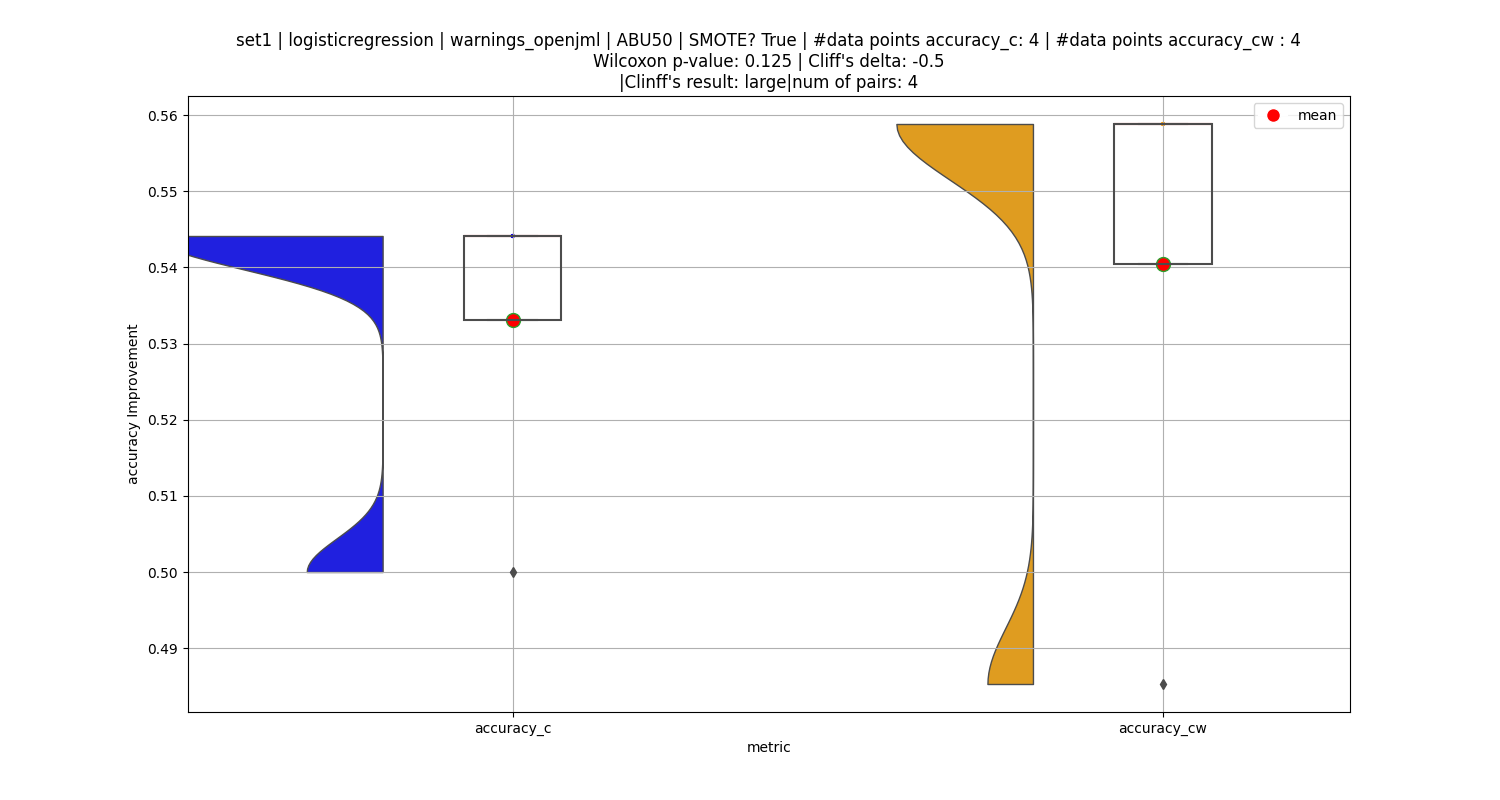 set1 | logisticregression | warnings_openjml | ABU50 | SMOTE? True | #data points accuracy_c: 4 | #data points accuracy_cw : 4
Wilcoxon p-value: 0.125 | Cliff's delta: -0.5
|Clinff's result: large|num of pairs: 4
mean
0.56
0.55
0.54
0.53
0.52
0.51
0.50
0.49
accuracy Improvement
accuracy_c
accuracy_cw
metric